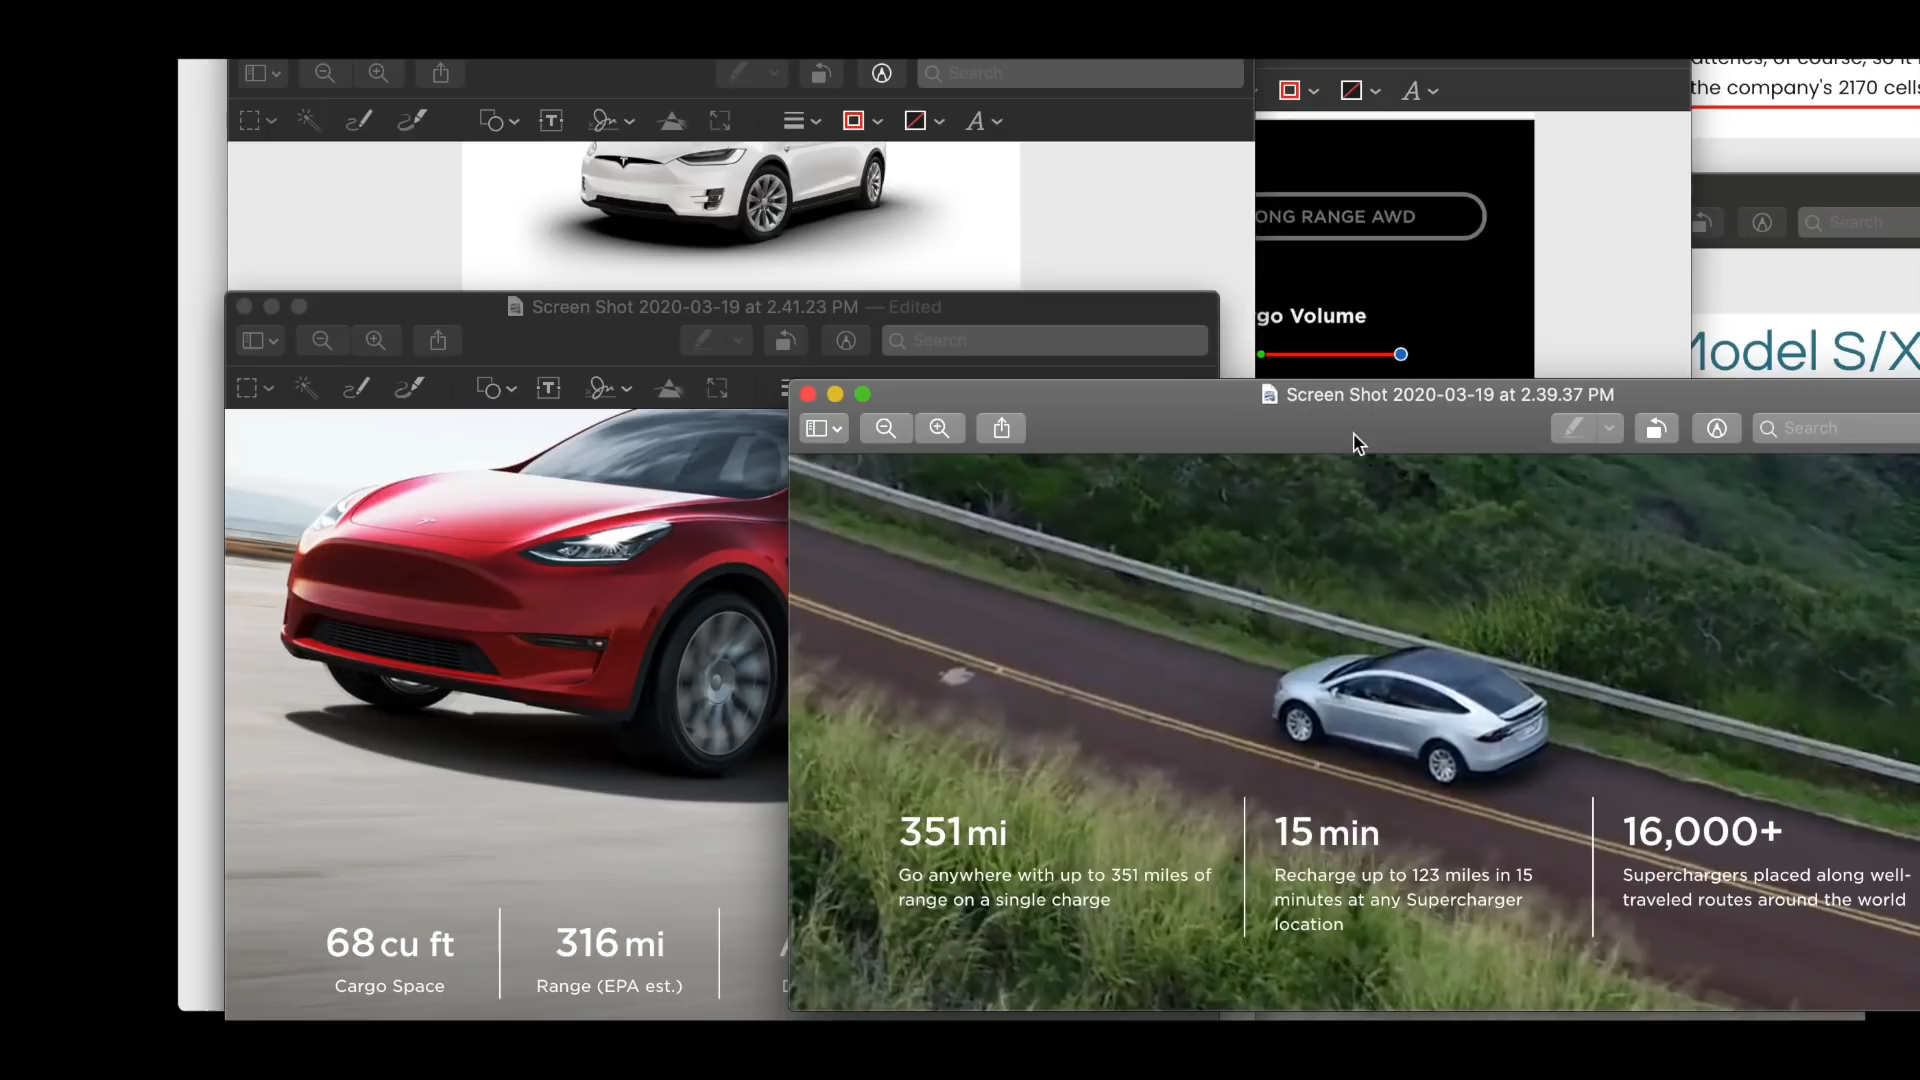 Search
the company's 2170 cells
ONG RANGE AWD
Search
go Volume
Model S/X
Screen Shot 2020-03-19 at 2.41.23 PM — Edited
Search
Screen Shot 2020-03-19 at 2.39.37 PM
Search
351 mi
Go anywhere with up to 351 miles of
range on a single charge
15 min
Recharge up to 123 miles in 15
minutes at any Supercharger
location
16,000+
Superchargers placed along well-
traveled routes around the world
68 cu ft
Cargo Space
316 mi
Range (EPA est.)